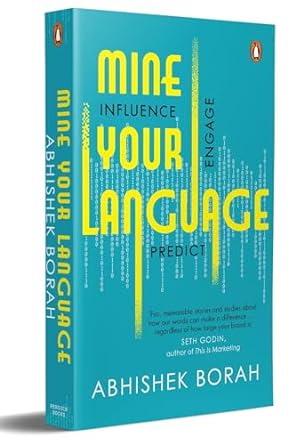 MINE
INFLUENCE
YOUR
ENGAGE
LANGUAGE
PREDICT
'Fun, memorable stories and studies about
how our words can make a difference
regardless of how large your brand is'
SETH GODIN,
author of This Is Marketing
ABHISHEK BORAH
MINE YOUR LANGUAGE
ABHISHEK BORAH
PENGUIN
BOOKS